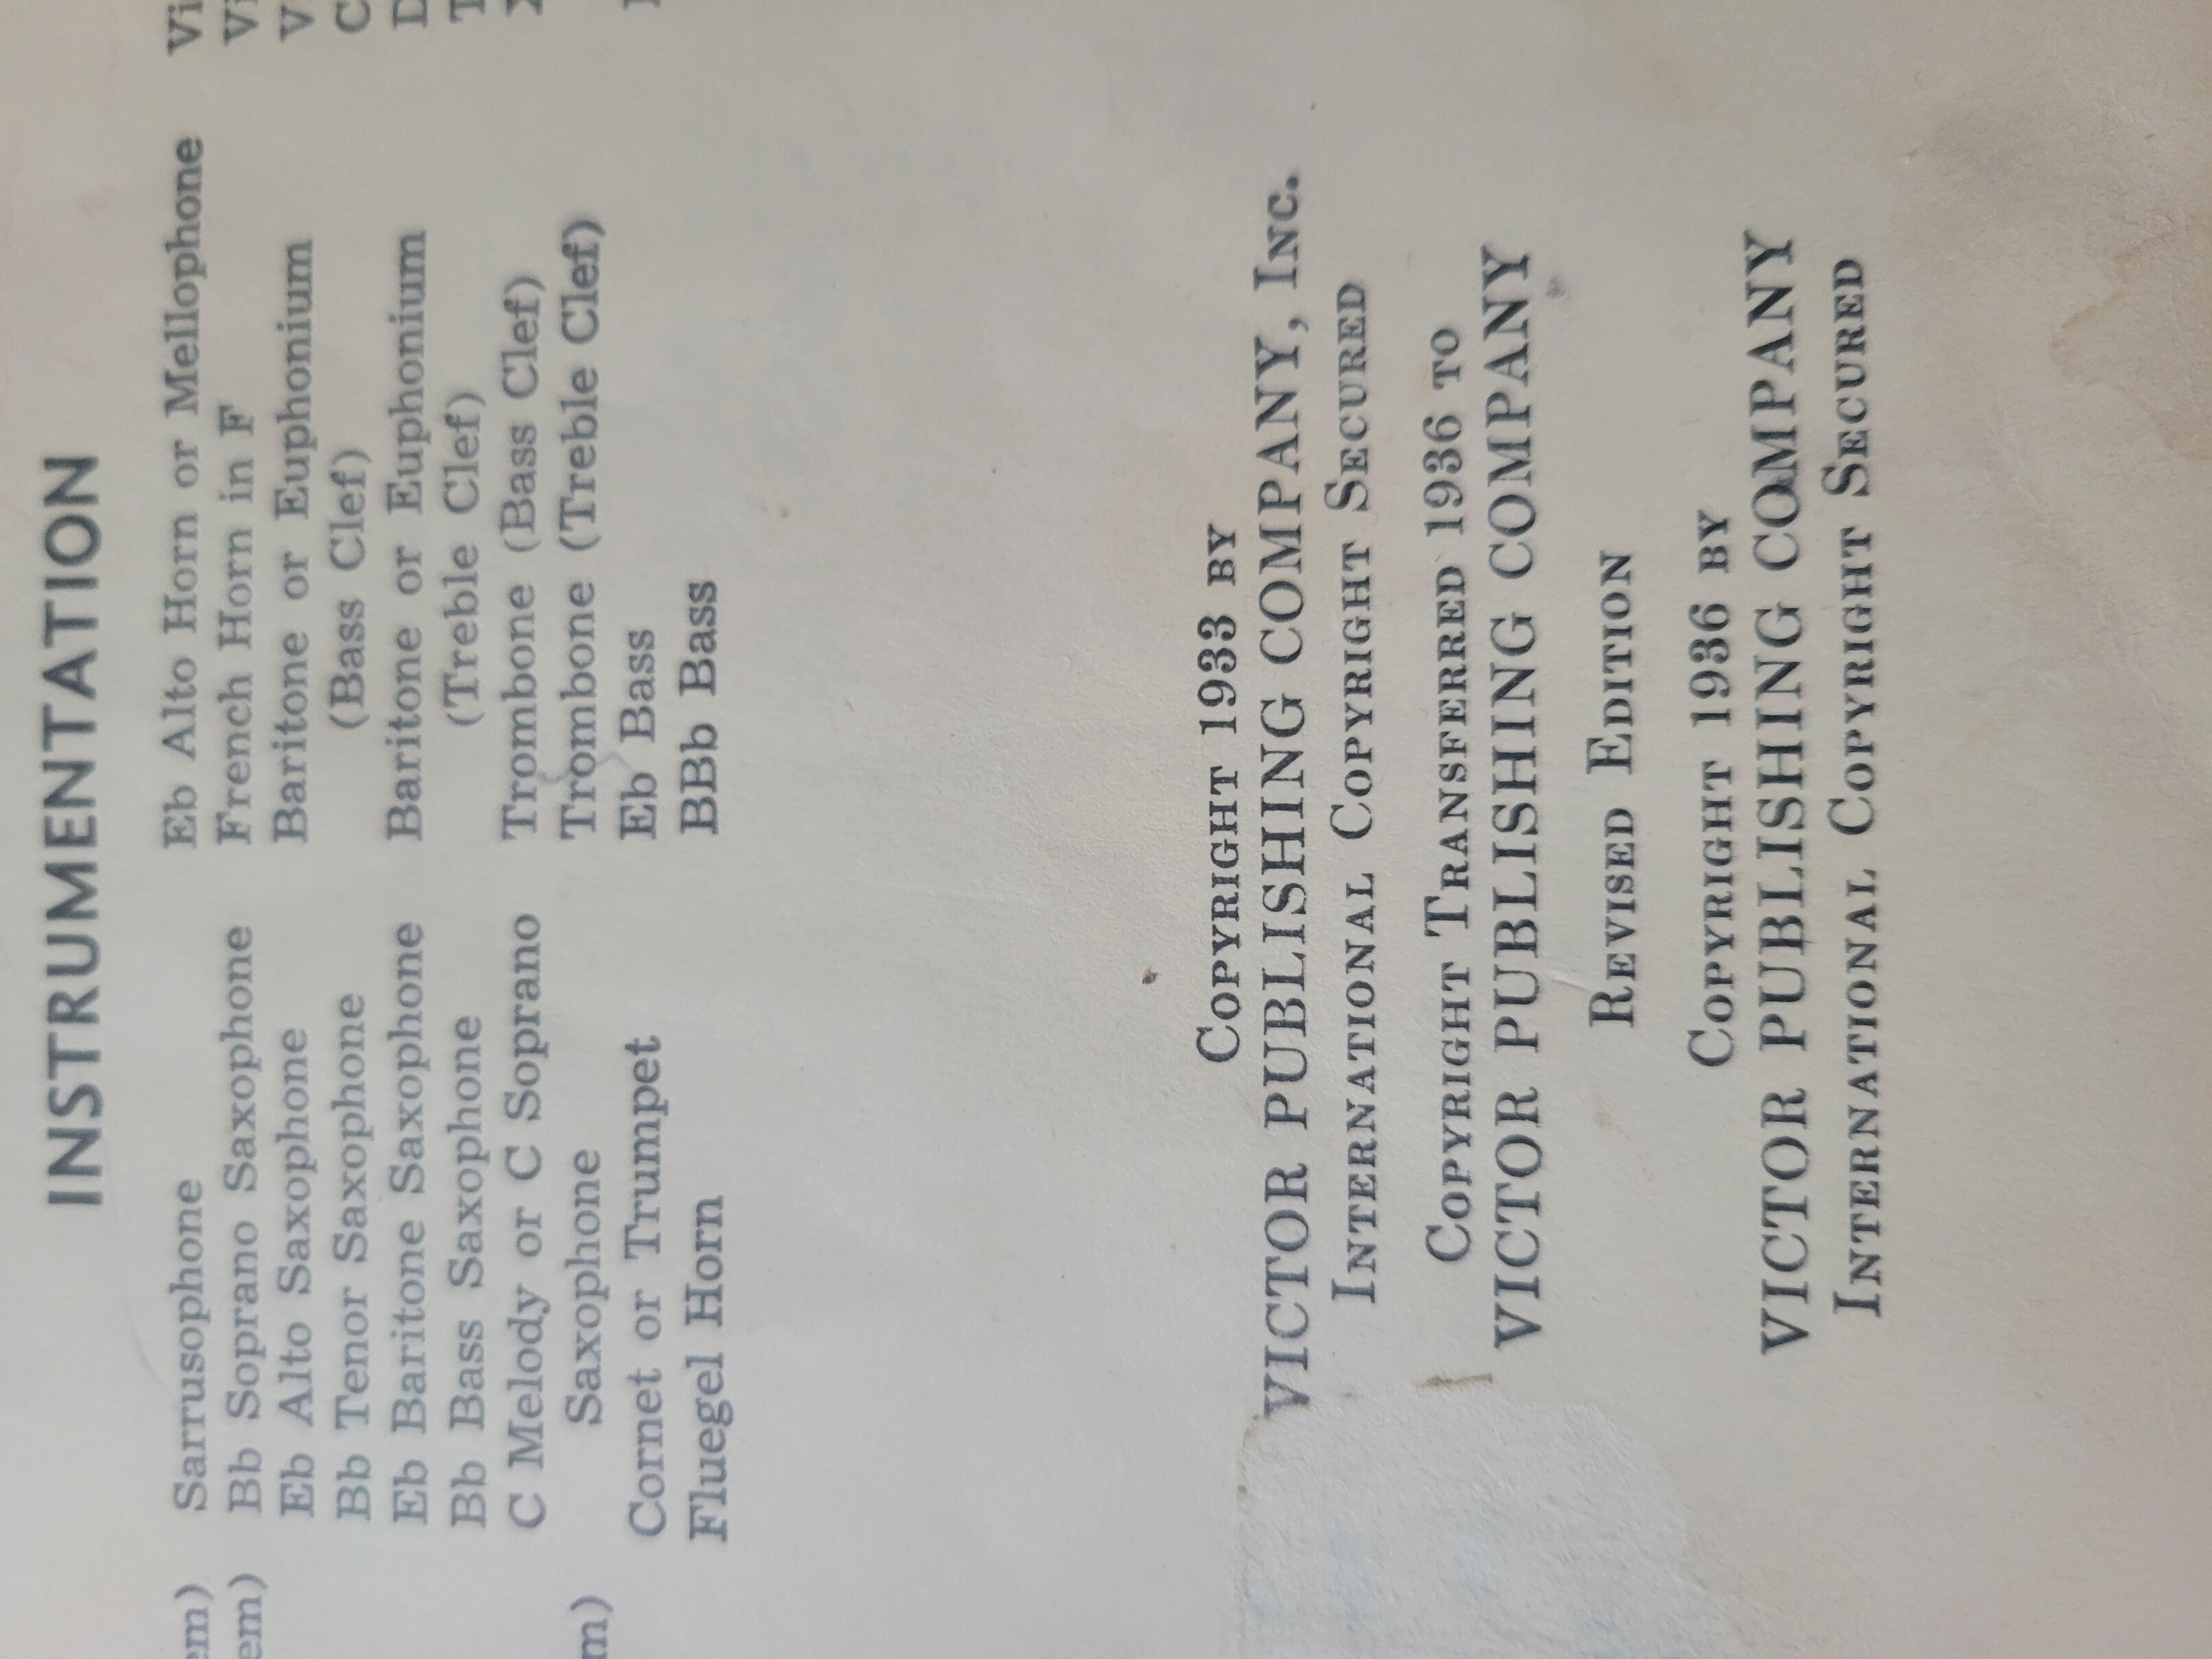 INSTRUMENTATION
em)
em)
m)
Sarrusophone
Bb Soprano Saxophone
Eb Alto Saxophone
Bb Tenor Saxophone
Eb Baritone Saxophone
Bb Bass Saxophone
C Melody or C Soprano
Saxophone
Cornet or Trumpet
Fluegel Horn
Eb Alto Horn or Mellophone
French Horn in F
Baritone or Euphonium
(Bass Clef)
Baritone or Euphonium
(Treble Clef)
Trombone (Bass Clef)
Trombone (Treble Clef)
Eb Bass
BBb Bass
Vi
Vi
V
C
D
T
COPYRIGHT 1933 BY
VICTOR PUBLISHING COMPANY, INC.
INTERNATIONAL COPYRIGHT SECURED
COPYRIGHT TRANSFERRED 1936 TO
VICTOR PUBLISHING COMPANY
REVISED EDITION
COPYRIGHT 1936 BY
VICTOR PUBLISHING COMPANY
INTERNATIONAL COPYRIGHT SECURED